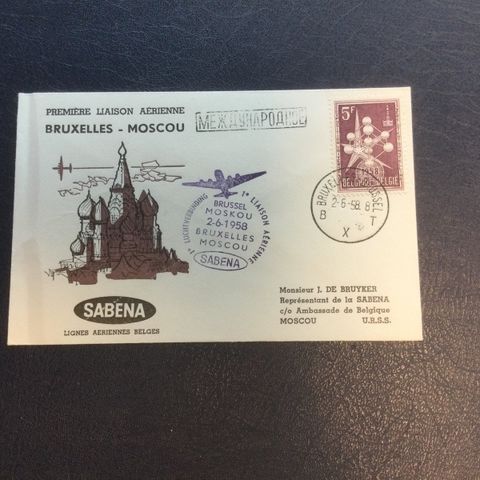 PREMIÈRE LIAISON AÉRIENNE
BRUXELLES - MOSCOU
МЕЖДУНАРОДНОЕ
5F
1958
BELGIQUE-BELGIË
2-6-58
B T
X
LUCHTVERBINDING
1e LIAISON AÉRIENNE
BRUSSEL
MOSKOU
2-6-1958
BRUXELLES
MOSCOU
SABENA
SABENA
LIGNES AERIENNES BELGES
Monsieur J. DE BRUYKER
Représentant de la SABENA
c/o Ambassade de Belgique
MOSCOU U.R.S.S.